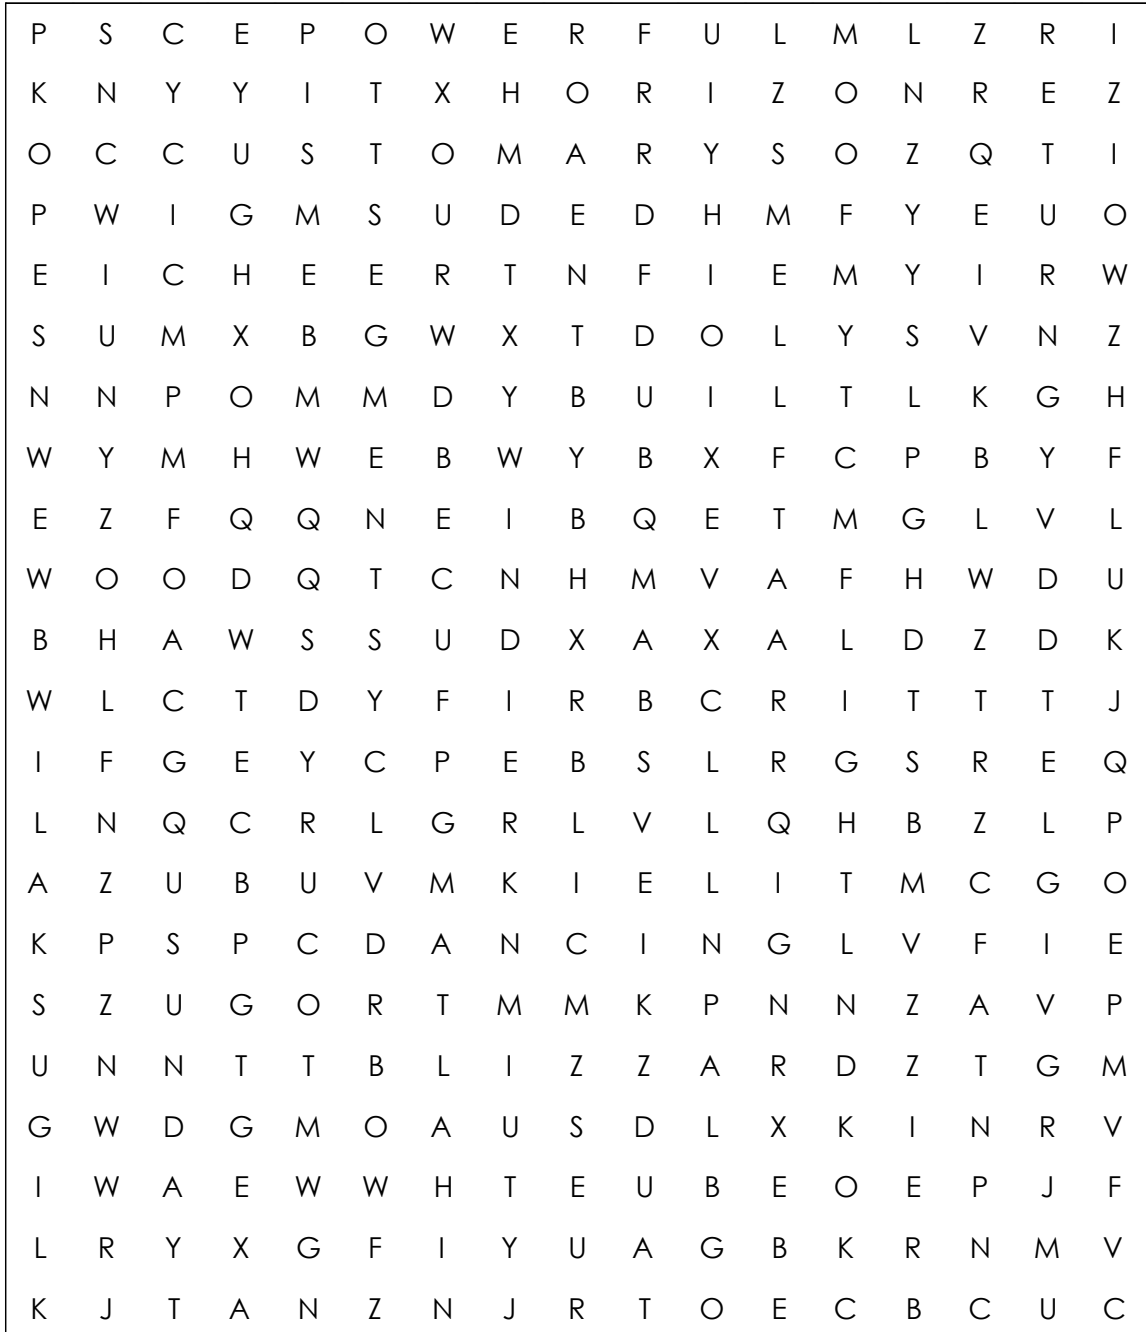 P S C E P O W E R F U L M L Z R I
K N Y Y I T X H O R I Z O N R E Z
O C C U S T O M A R Y S O Z Q T I
P W I G M S U D E D H M F Y E U O
E I C H E E R T N F I E M Y I R W
S U M X B G W X T D O L Y S V N Z
N N P O M M D Y B U I L T L K G H
W Y M H W E B W Y B X F C P B Y F
E Z F Q Q N E I B Q E T M G L V L
W O O D Q T C N H M V A F H W D U
B H A W S S U D X A X A L D Z D K
W L C T D Y F I R B C R I T T T J
I F G E Y C P E B S L R G S R E Q
L N Q C R L G R L V L Q H B Z L P
A Z U B U V M K I E L I T M C G O
K P S P C D A N C I N G L V F I E
S Z U G O R T M M K P N N Z A V P
U N N T T B L I Z Z A R D Z T G M
G W D G M O A U S D L X K I N R V
I W A E W W H T E U B E O E P J F
L R Y X G F I Y U A G B K R N M V
K J T A N Z N J R T O E C B C U C